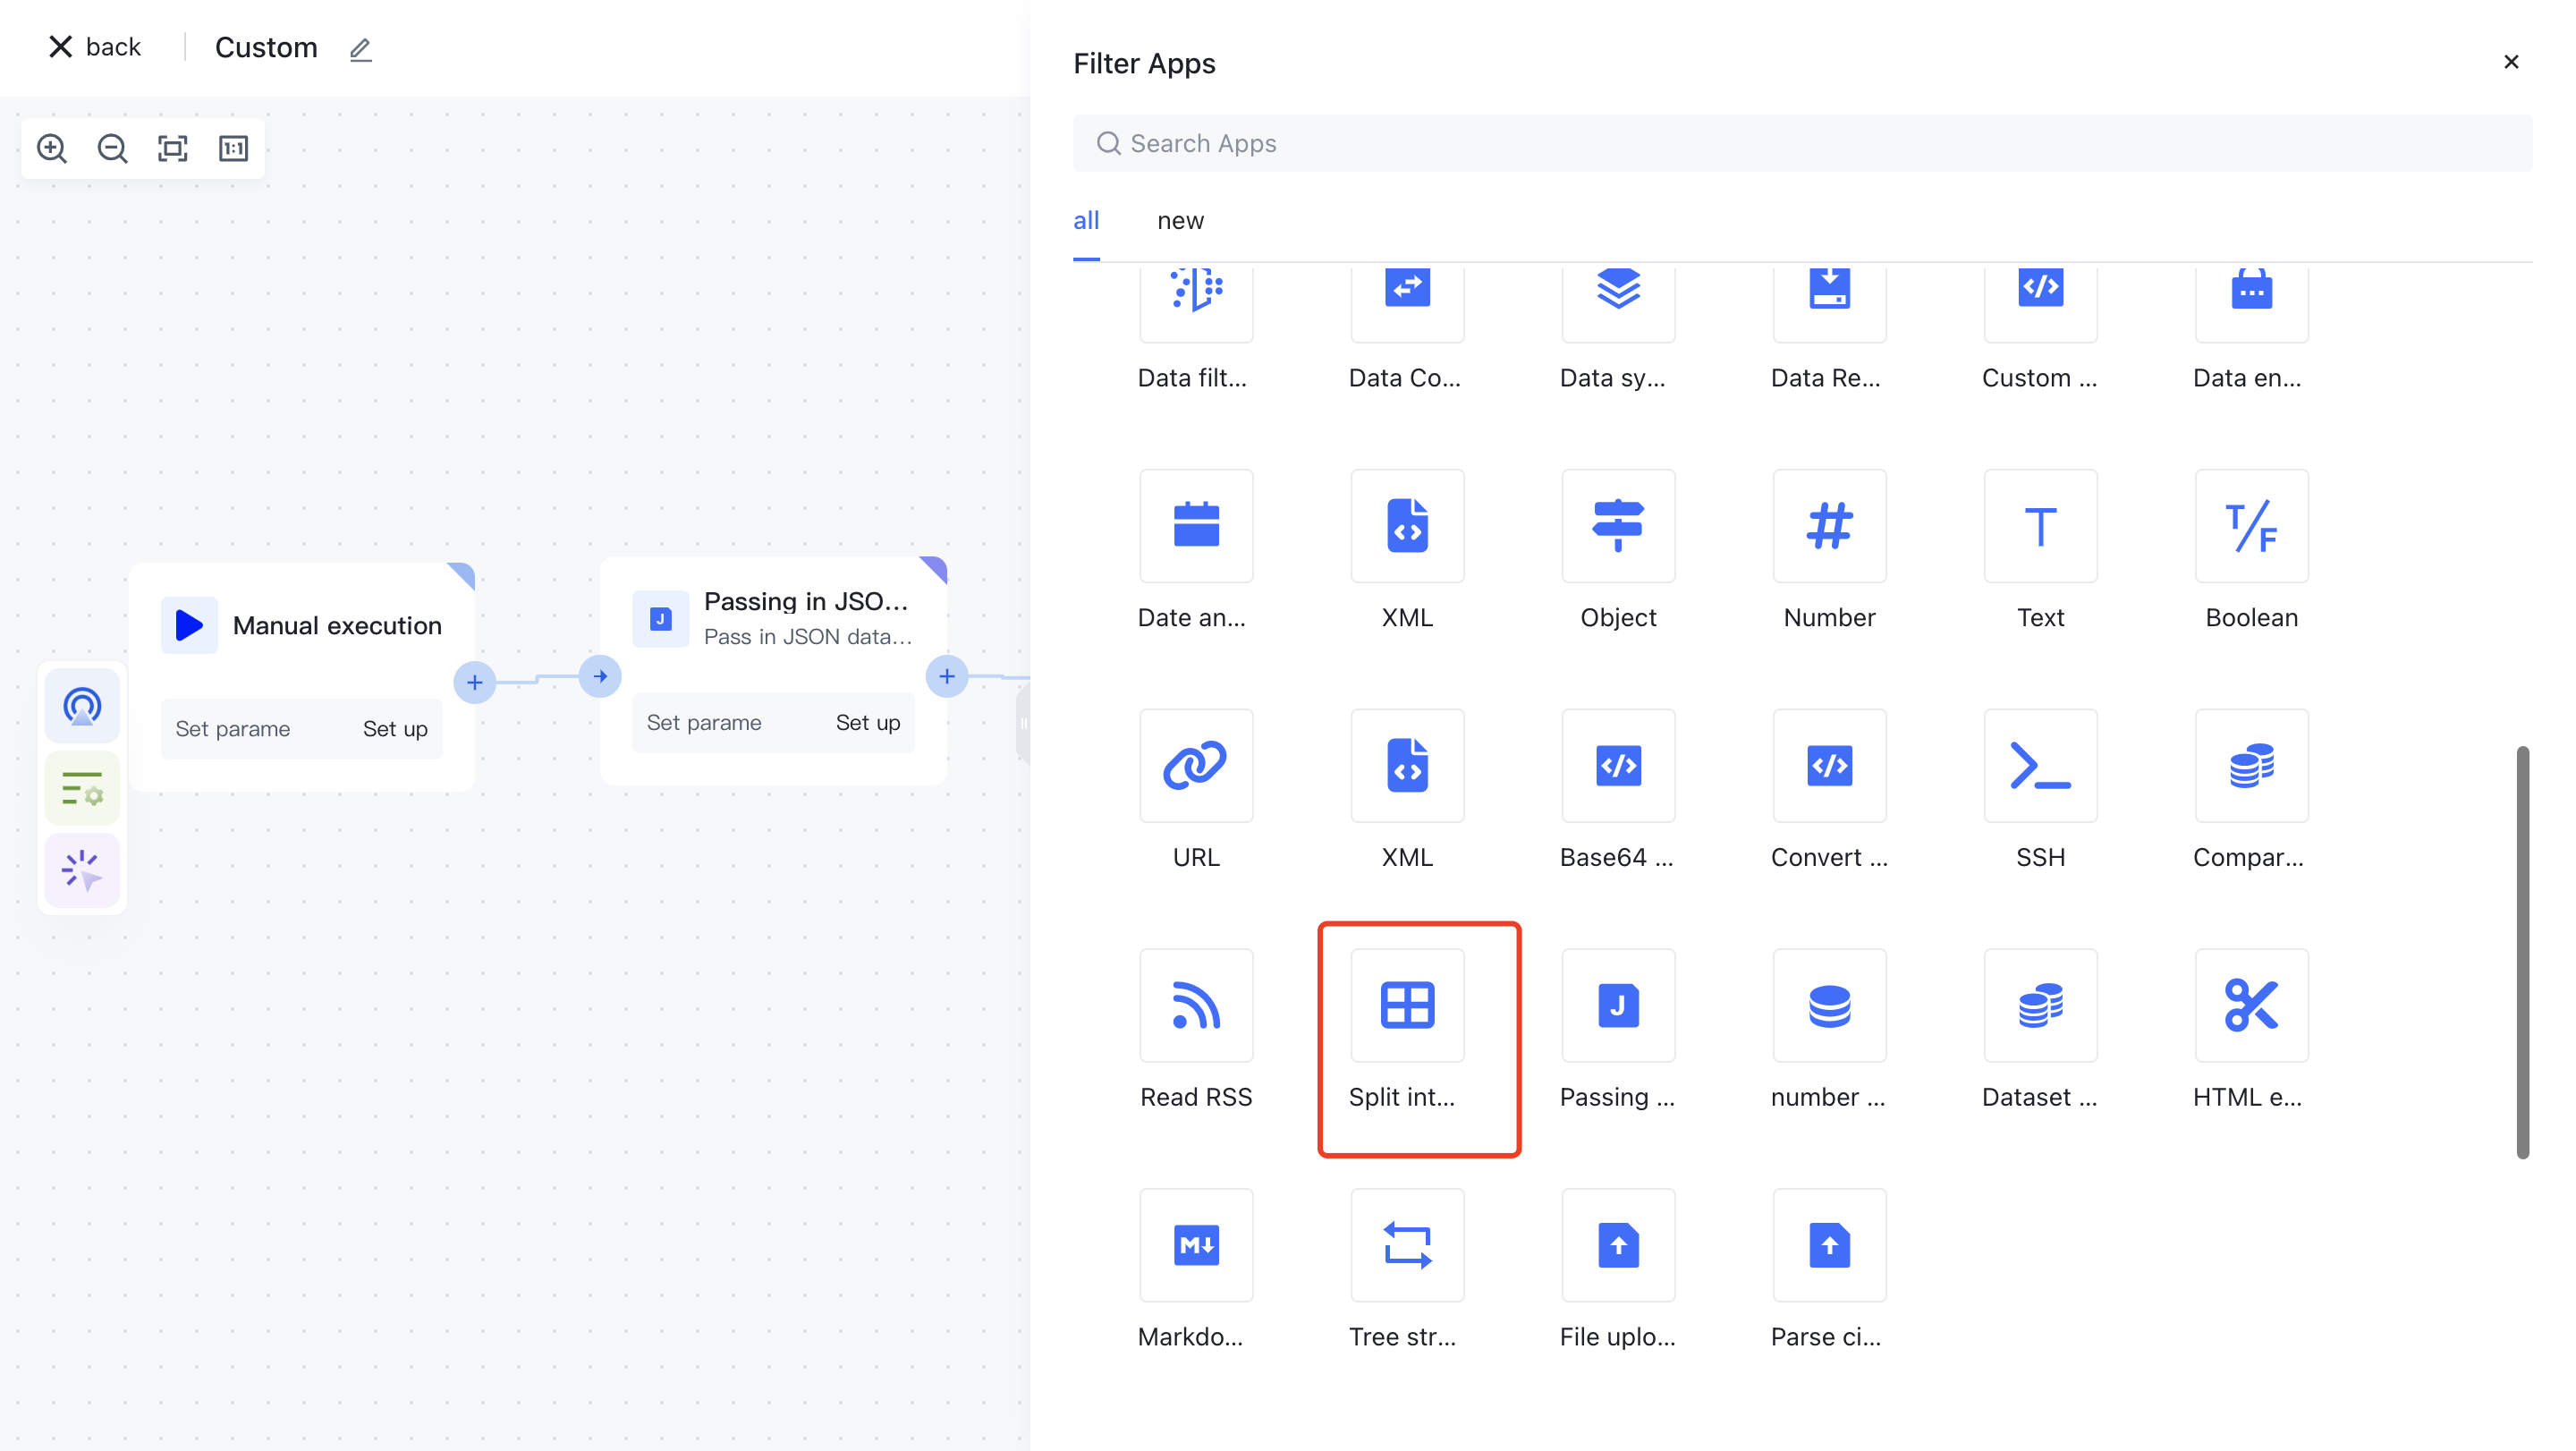 back
Custom
1:1
Manual execution
Set parame
Set up
J
Passing in JSO...
Pass in JSON data...
Set parame
Set up
Filter Apps
Search Apps
all
new
Data filt...
Data Co...
Data sy...
Data Re...
Custom ...
Data en...
Date an...
XML
Object
Number
T
Text
T/F
Boolean
URL
XML
Base64 ...
Convert ...
SSH
Compar...
Read RSS
Split int...
J
Passing ...
number ...
Dataset ...
HTML e...
M
Markdo...
Tree str...
File uplo...
Parse ci...